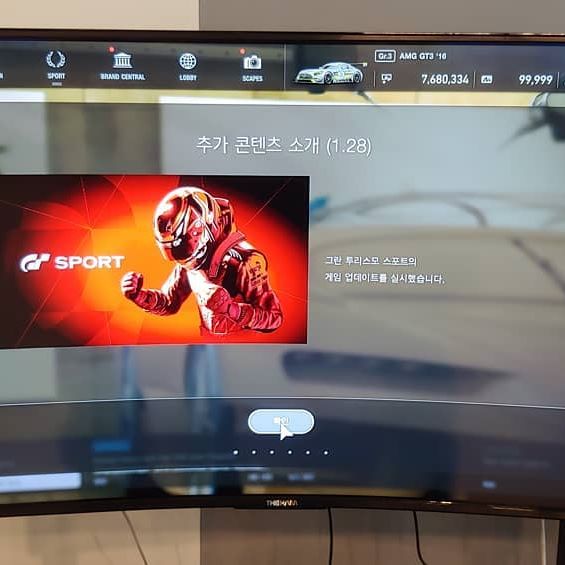 SPORT
BRAND CENTRAL
LOBBY
SCAPES
Gr.3 AMG GT3 '16
7,680,334
99,999
추가 콘텐츠 소개 (1.28)
GT SPORT
그란 투리스모 스포트의
게임 업데이트를 실시했습니다.